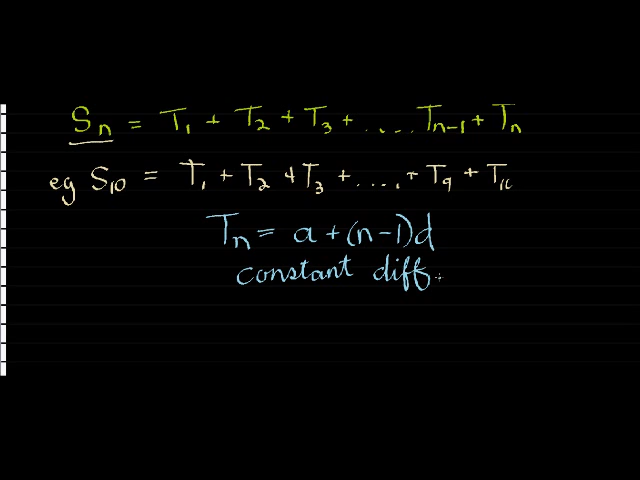 Sn = T1 + T2 + T3 + ..... Tn-1 + Tn
eg S10 = T1 + T2 + T3 + ..... + T9 + T10
Tn = a + (n-1)d
constant diff